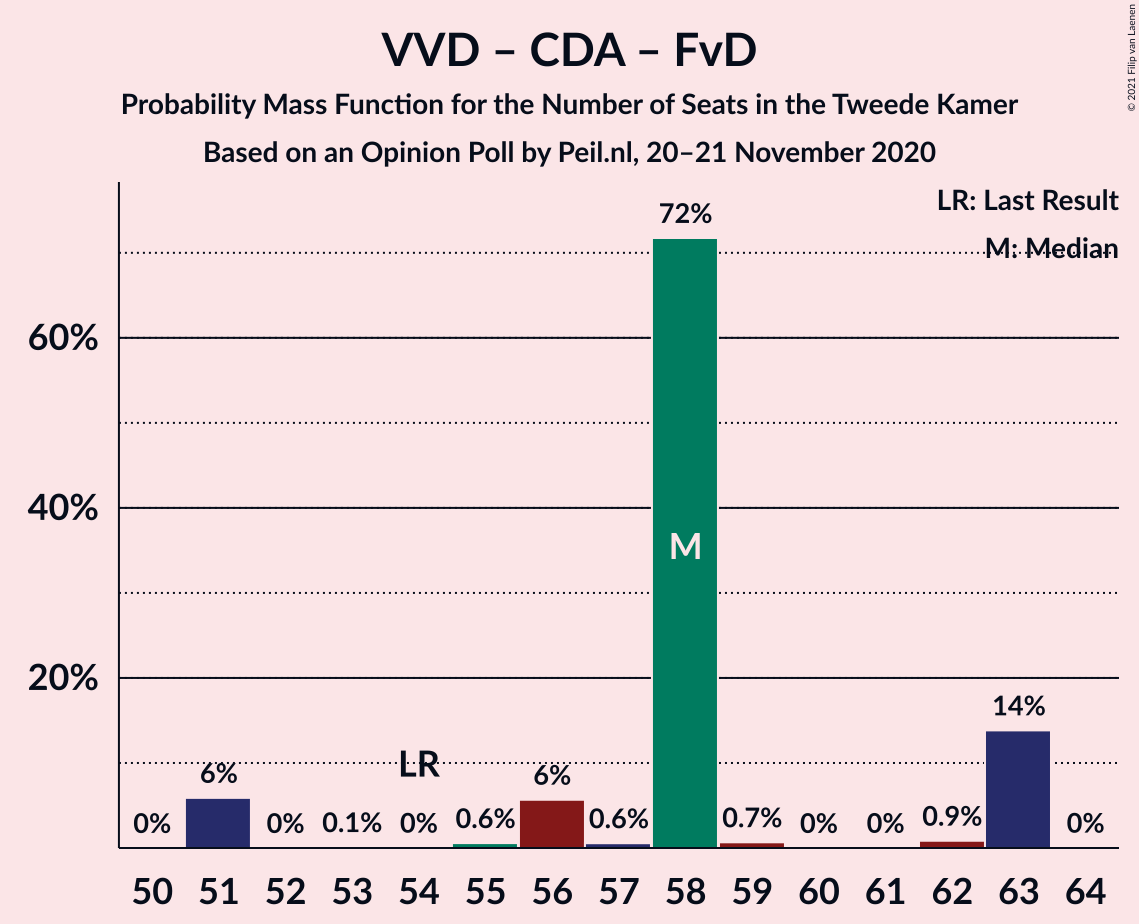 VVD – CDA – FvD
Probability Mass Function for the Number of Seats in the Tweede Kamer
Based on an Opinion Poll by Peil.nl, 20–21 November 2020
© 2021 Filip van Laenen
LR: Last Result
M: Median
72%
60%
40%
M
20%
14%
LR
6% 6%
0% 0% 0.1% 0% 0.6% 0.6% 0.7% 0% 0% 0.9% 0%
50 51 52 53 54 55 56 57 58 59 60 61 62 63 64